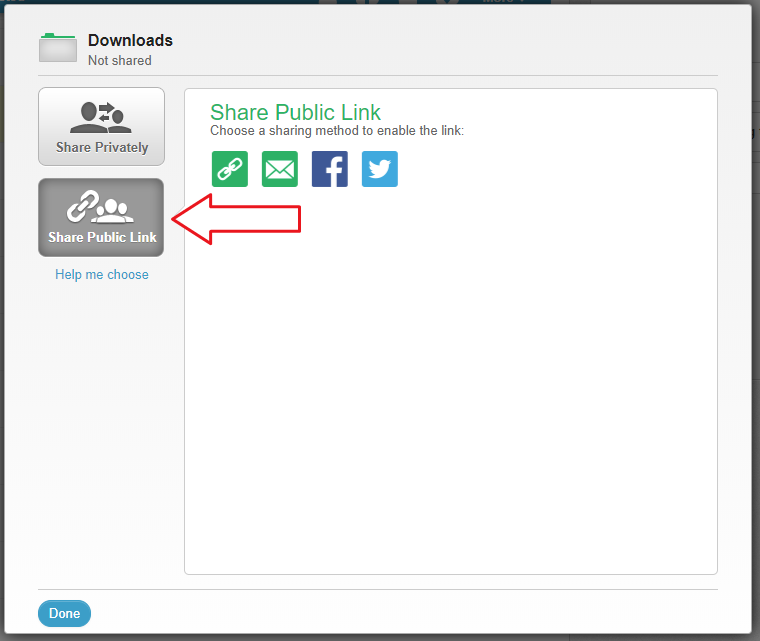 Downloads
Not shared
Share Privately
Share Public Link
Help me choose
Share Public Link
Choose a sharing method to enable the link:
Done